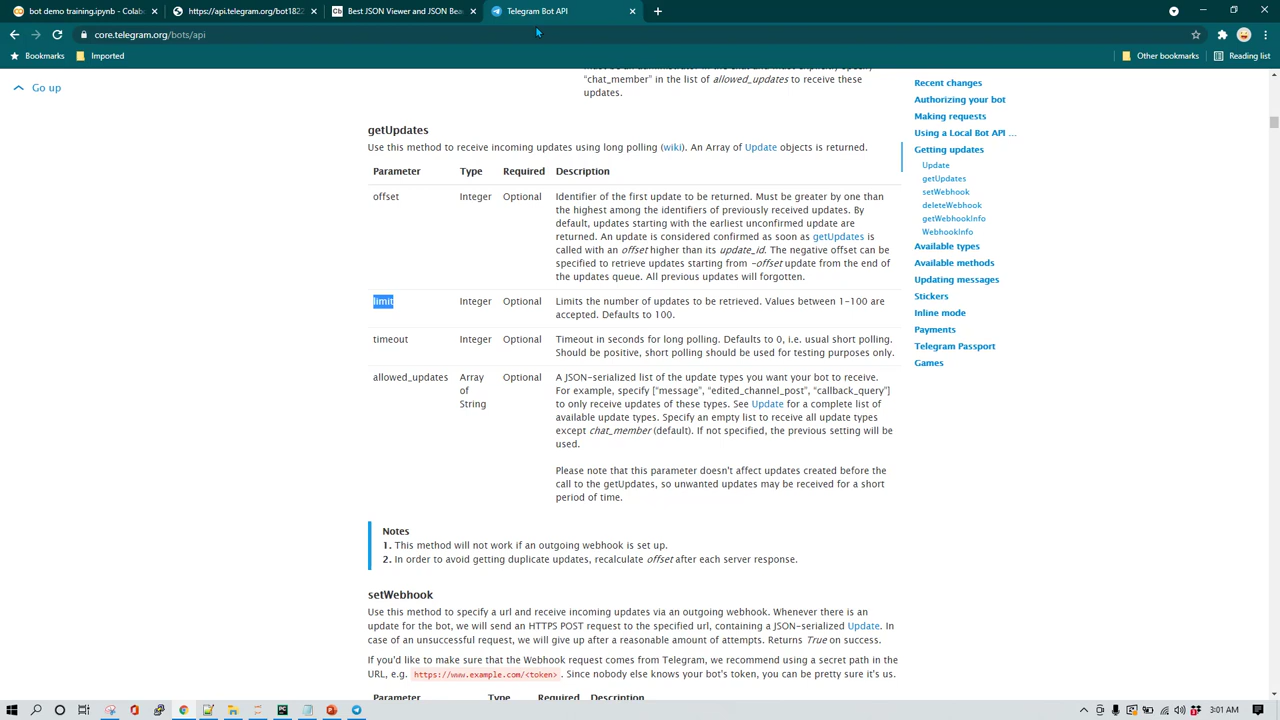 bot demo training.ipynb - Colab
https://api.telegram.org/bot1822
Best JSON Viewer and JSON Bea
Telegram Bot API
core.telegram.org/bots/api
Bookmarks
Imported
Other bookmarks
Reading list
Go up
“chat_member” in the list of allowed_updates to receive these
updates.
getUpdates
Use this method to receive incoming updates using long polling (wiki). An Array of Update objects is returned.
Parameter Type Required Description
offset Integer Optional Identifier of the first update to be returned. Must be greater by one than
the highest among the identifiers of previously received updates. By
default, updates starting with the earliest unconfirmed update are
returned. An update is considered confirmed as soon as getUpdates is
called with an offset higher than its update_id. The negative offset can be
specified to retrieve updates starting from -offset update from the end of
the updates queue. All previous updates will forgotten.
limit Integer Optional Limits the number of updates to be retrieved. Values between 1-100 are
accepted. Defaults to 100.
timeout Integer Optional Timeout in seconds for long polling. Defaults to 0, i.e. usual short polling.
Should be positive, short polling should be used for testing purposes only.
allowed_updates Array of String Optional A JSON-serialized list of the update types you want your bot to receive.
For example, specify [“message”, “edited_channel_post”, “callback_query”]
to only receive updates of these types. See Update for a complete list of
available update types. Specify an empty list to receive all update types
except chat_member (default). If not specified, the previous setting will be
used.
Please note that this parameter doesn't affect updates created before the
call to the getUpdates, so unwanted updates may be received for a short
period of time.
Notes
1. This method will not work if an outgoing webhook is set up.
2. In order to avoid getting duplicate updates, recalculate offset after each server response.
setWebhook
Use this method to specify a url and receive incoming updates via an outgoing webhook. Whenever there is an
update for the bot, we will send an HTTPS POST request to the specified url, containing a JSON-serialized Update. In
case of an unsuccessful request, we will give up after a reasonable amount of attempts. Returns True on success.
If you'd like to make sure that the Webhook request comes from Telegram, we recommend using a secret path in the
URL, e.g. https://www.example.com/<token>. Since nobody else knows your bot's token, you can be pretty sure it's us.
Parameter Type Required Description
Recent changes
Authorizing your bot
Making requests
Using a Local Bot API ...
Getting updates
Update
getUpdates
setWebhook
deleteWebhook
getWebhookInfo
WebhookInfo
Available types
Available methods
Updating messages
Stickers
Inline mode
Payments
Telegram Passport
Games
3:01 AM